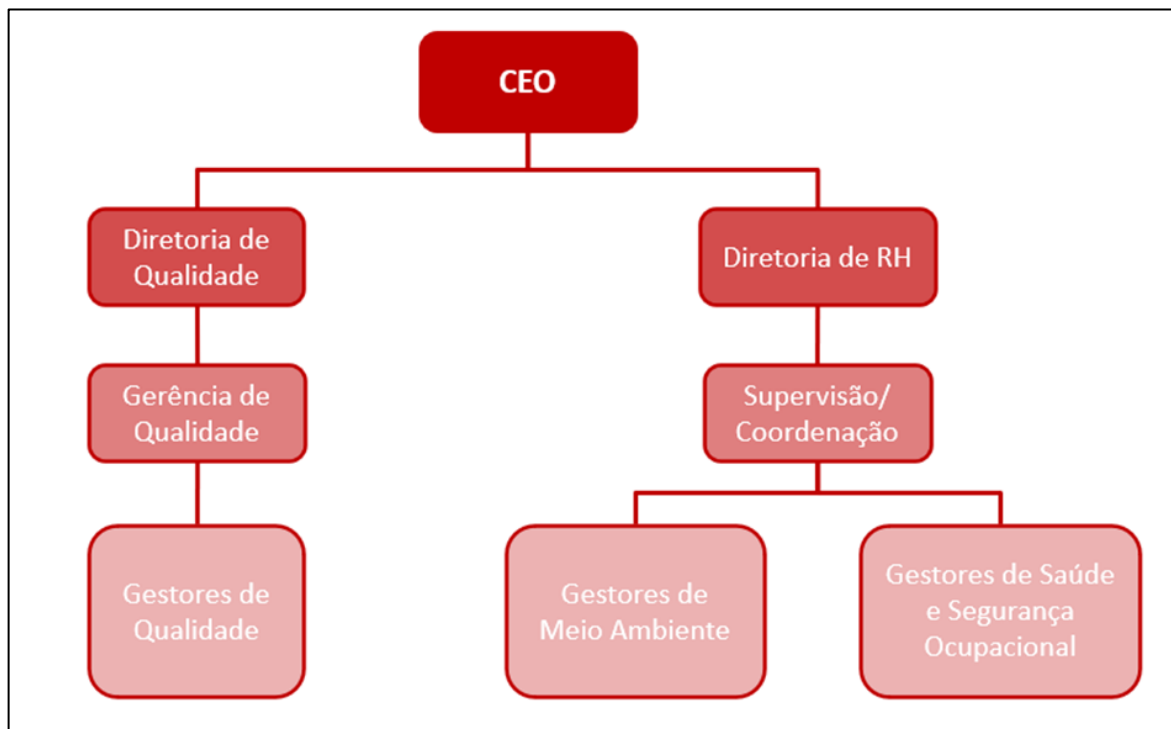 CEO
Diretoria de
Qualidade
Diretoria de RH
Gerência de
Qualidade
Supervisão/
Coordenação
Gestores de
Qualidade
Gestores de
Meio Ambiente
Gestores de Saúde
e Segurança
Ocupacional